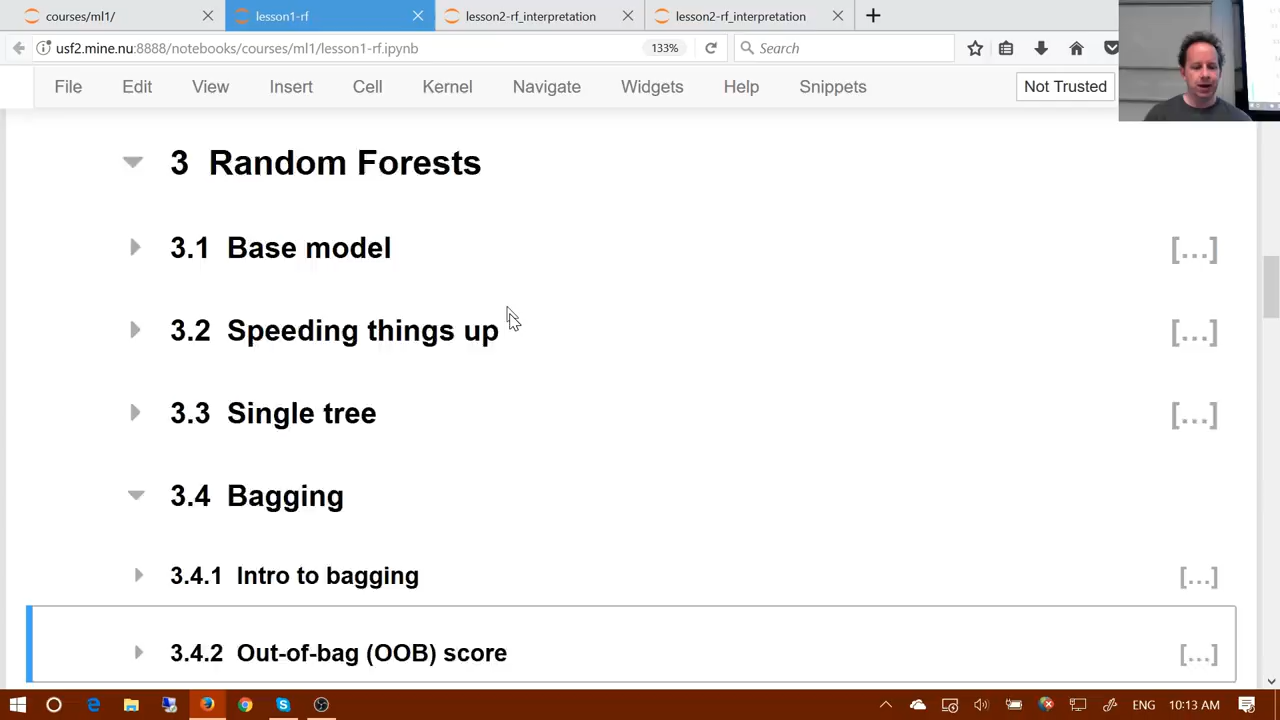 courses/ml1/
lesson1-rf
lesson2-rf_interpretation
lesson2-rf_interpretation
usf2.mine.nu:8888/notebooks/courses/ml1/lesson1-rf.ipynb
133%
Search
File Edit View Insert Cell Kernel Navigate Widgets Help Snippets
Not Trusted
3 Random Forests
3.1 Base model
[...]
3.2 Speeding things up
[...]
3.3 Single tree
[...]
3.4 Bagging
3.4.1 Intro to bagging
[...]
3.4.2 Out-of-bag (OOB) score
[...]
ENG
10:13 AM